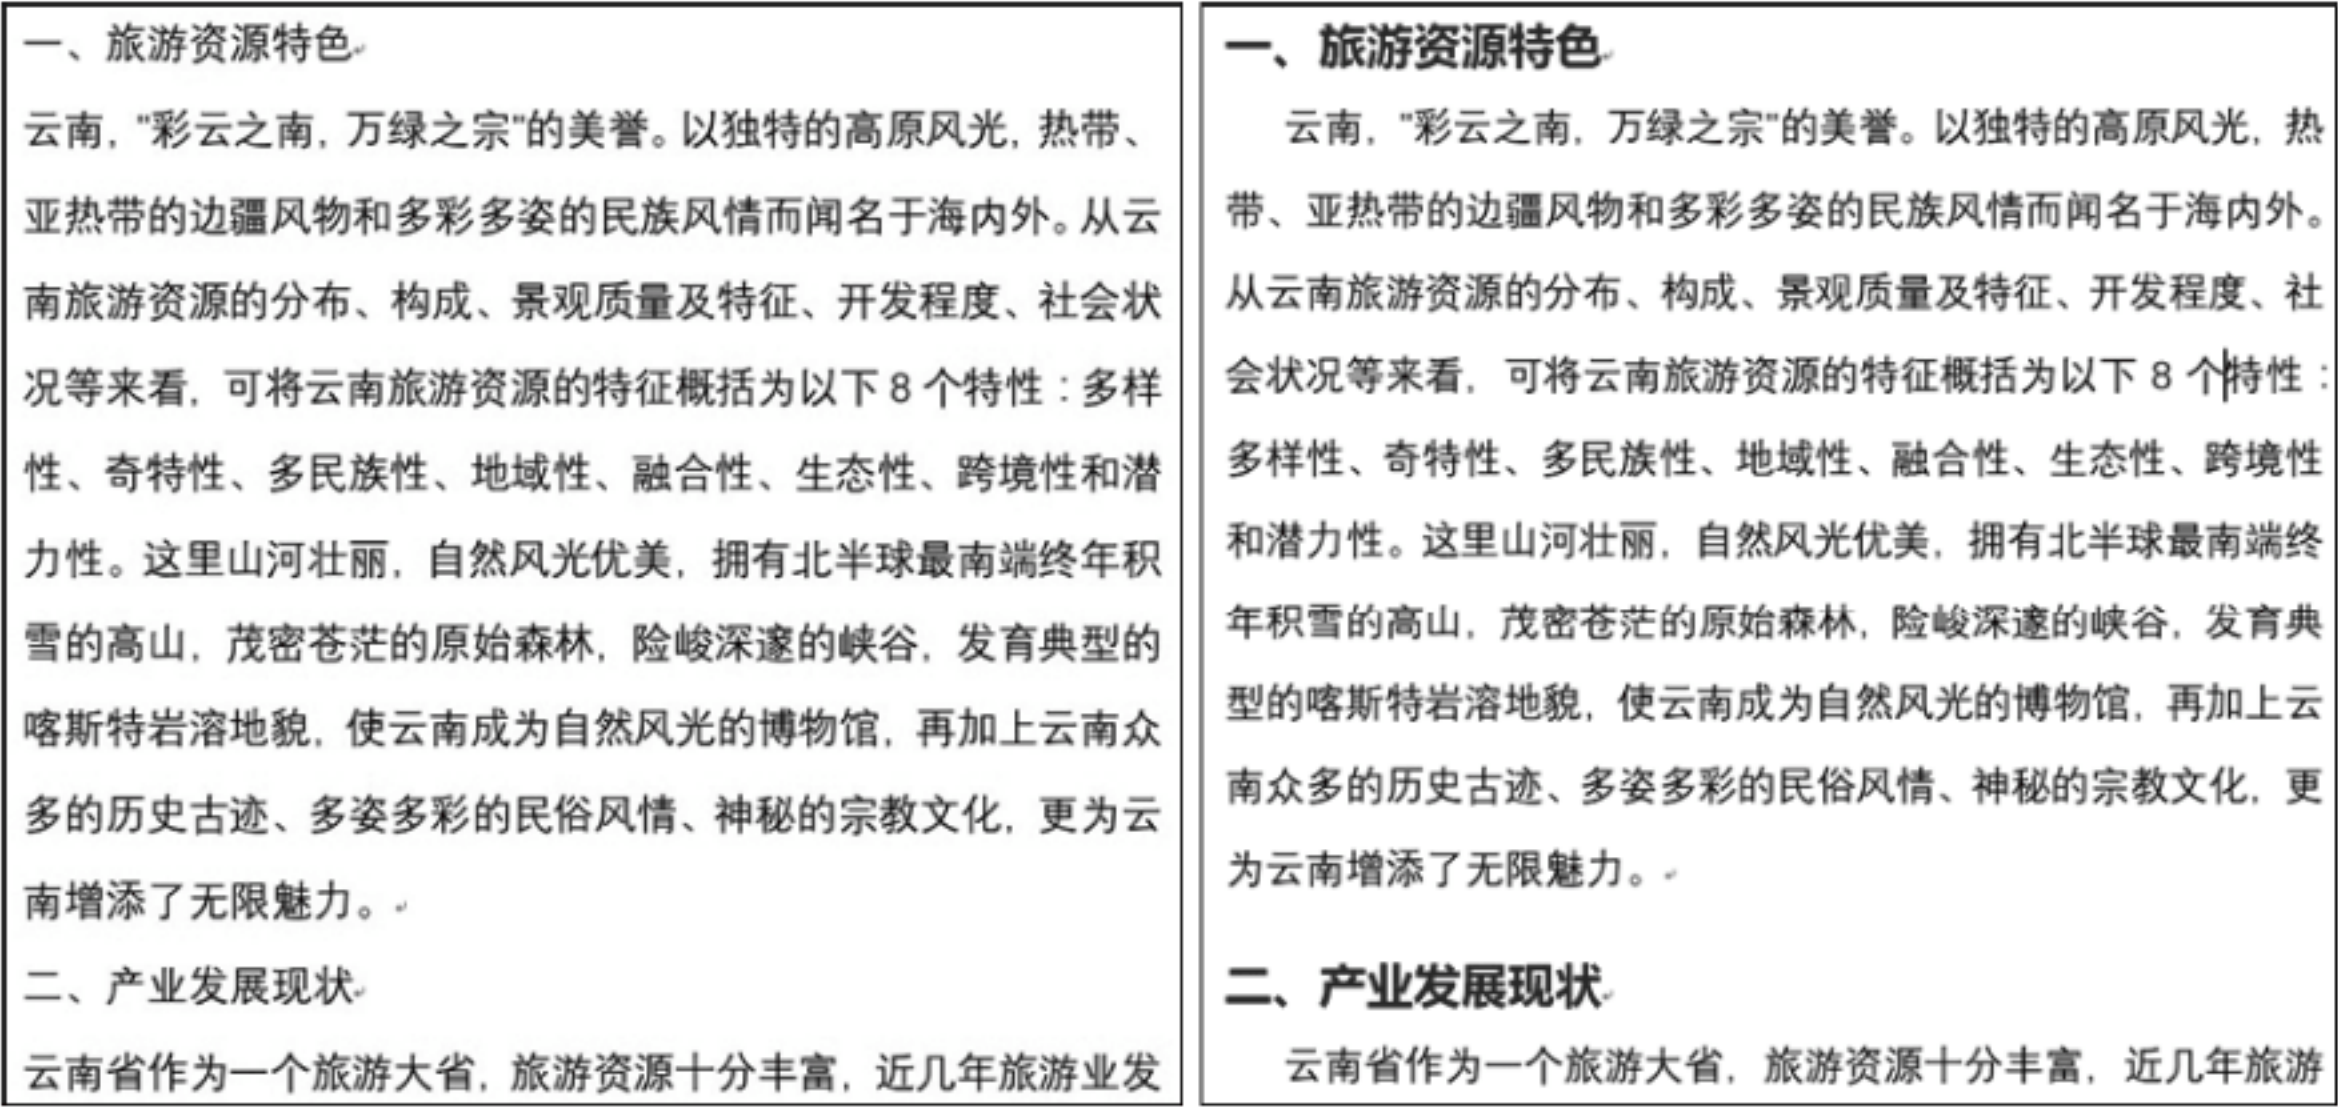 一、旅游资源特色
云南，"彩云之南，万绿之宗"的美誉。以独特的高原风光，热带、
亚热带的边疆风物和多彩多姿的民族风情而闻名于海内外。从云
南旅游资源的分布、构成、景观质量及特征、开发程度、社会状
况等来看，可将云南旅游资源的特征概括为以下 8 个特性：多样
性、奇特性、多民族性、地域性、融合性、生态性、跨境性和潜
力性。这里山河壮丽，自然风光优美，拥有北半球最南端终年积
雪的高山，茂密苍茫的原始森林，险峻深邃的峡谷，发育典型的
喀斯特岩溶地貌，使云南成为自然风光的博物馆，再加上云南众
多的历史古迹、多姿多彩的民俗风情、神秘的宗教文化，更为云
南增添了无限魅力。
二、产业发展现状
云南省作为一个旅游大省，旅游资源十分丰富，近几年旅游业发
一、旅游资源特色
云南，"彩云之南，万绿之宗"的美誉。以独特的高原风光，热
带、亚热带的边疆风物和多彩多姿的民族风情而闻名于海内外。
从云南旅游资源的分布、构成、景观质量及特征、开发程度、社
会状况等来看，可将云南旅游资源的特征概括为以下 8 个特性：
多样性、奇特性、多民族性、地域性、融合性、生态性、跨境性
和潜力性。这里山河壮丽，自然风光优美，拥有北半球最南端终
年积雪的高山，茂密苍茫的原始森林，险峻深邃的峡谷，发育典
型的喀斯特岩溶地貌，使云南成为自然风光的博物馆，再加上云
南众多的历史古迹、多姿多彩的民俗风情、神秘的宗教文化，更
为云南增添了无限魅力。
二、产业发展现状
云南省作为一个旅游大省，旅游资源十分丰富，近几年旅游